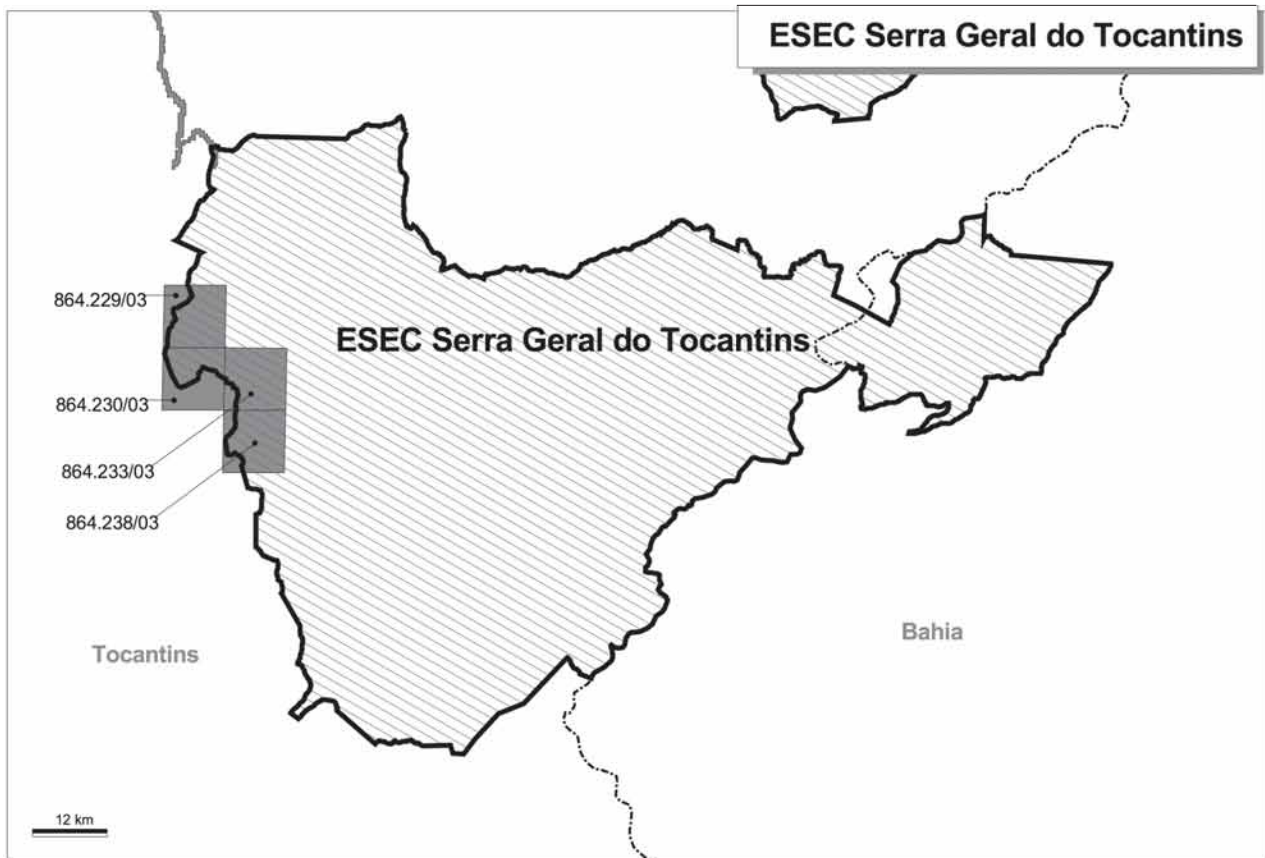 ESEC Serra Geral do Tocantins
864.229/03
ESEC Serra Geral do Tocantins
864.230/03
864.233/03
864.238/03
Bahia
Tocantins
12 km